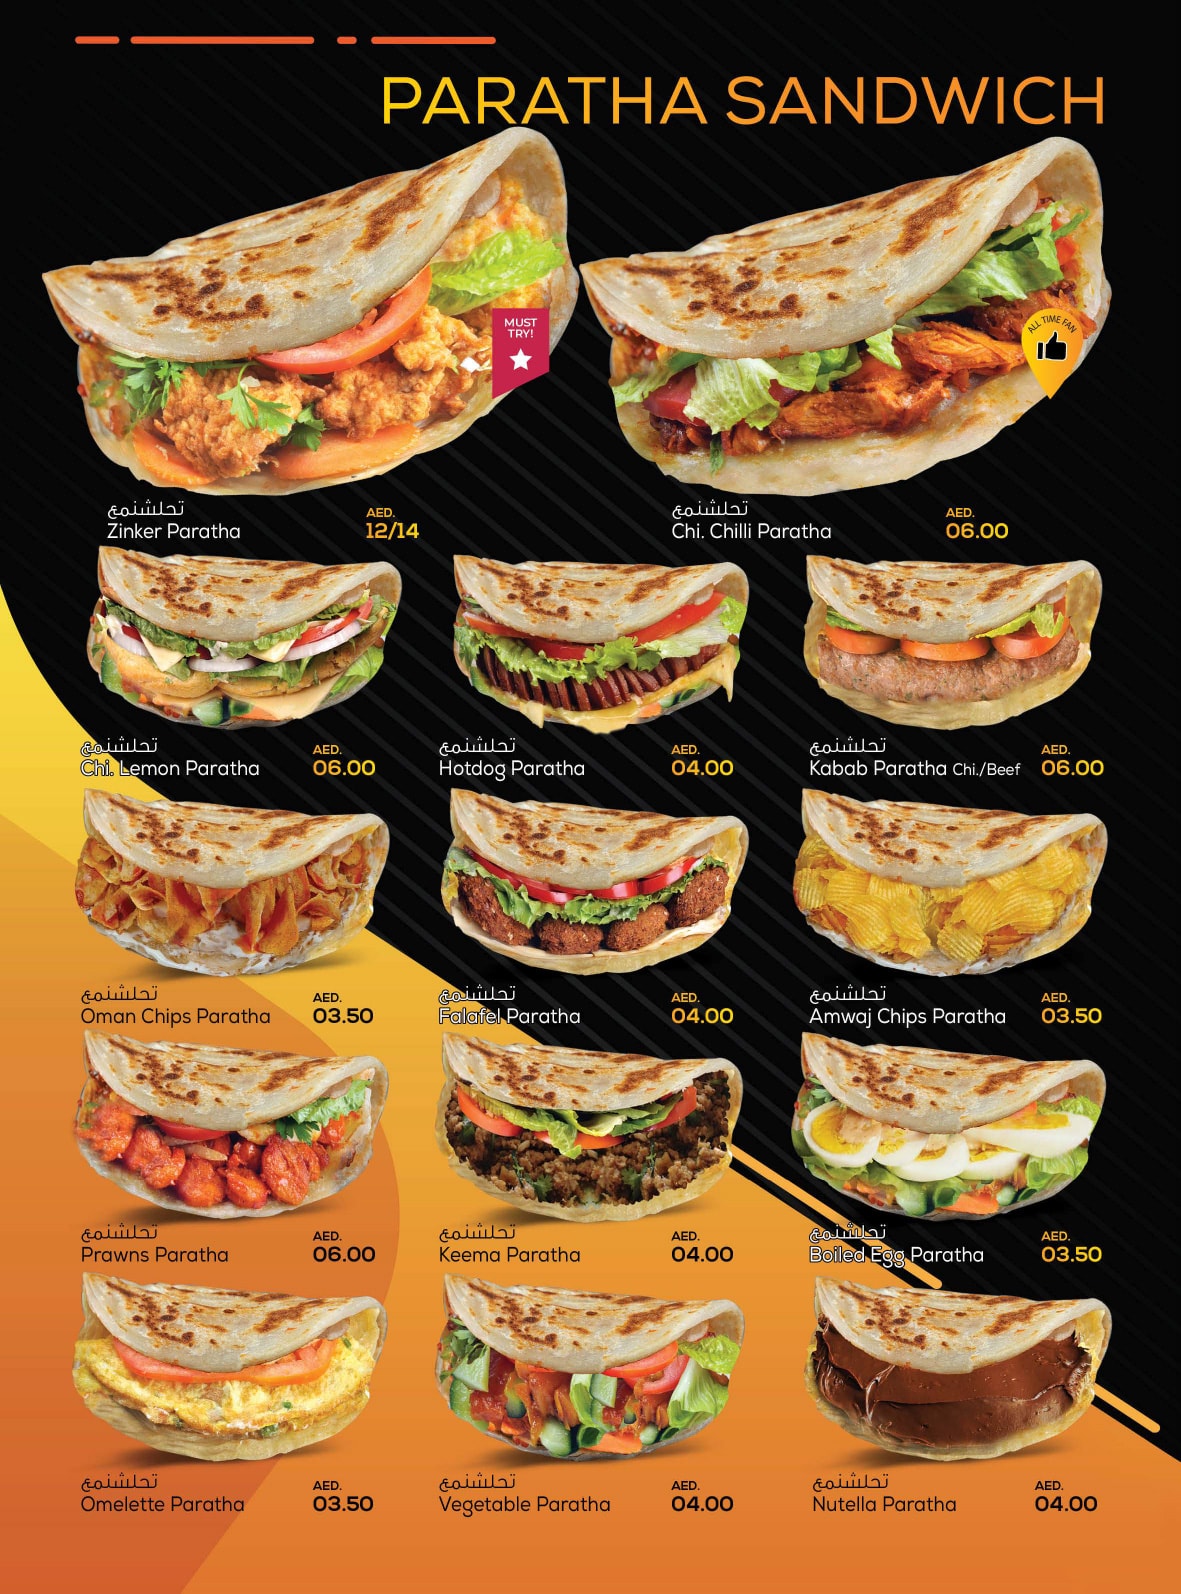 PARATHA SANDWICH
MUST
TRY!
ALL TIME FAN
تحلشنمع
Zinker Paratha
AED.
12/14
تحلشنمع
Chi. Chilli Paratha
AED.
06.00
تحلشنمع
Chi. Lemon Paratha
AED.
06.00
تحلشنمع
Hotdog Paratha
AED.
04.00
تحلشنمع
Kabab Paratha Chi./Beef
AED.
06.00
تحلشنمع
Oman Chips Paratha
AED.
03.50
تحلشنمع
Falafel Paratha
AED.
04.00
تحلشنمع
Amwaj Chips Paratha
AED.
03.50
تحلشنمع
Prawns Paratha
AED.
06.00
تحلشنمع
Keema Paratha
AED.
04.00
تحلشنمع
Boiled Egg Paratha
AED.
03.50
تحلشنمع
Omelette Paratha
AED.
03.50
تحلشنمع
Vegetable Paratha
AED.
04.00
تحلشنمع
Nutella Paratha
AED.
04.00